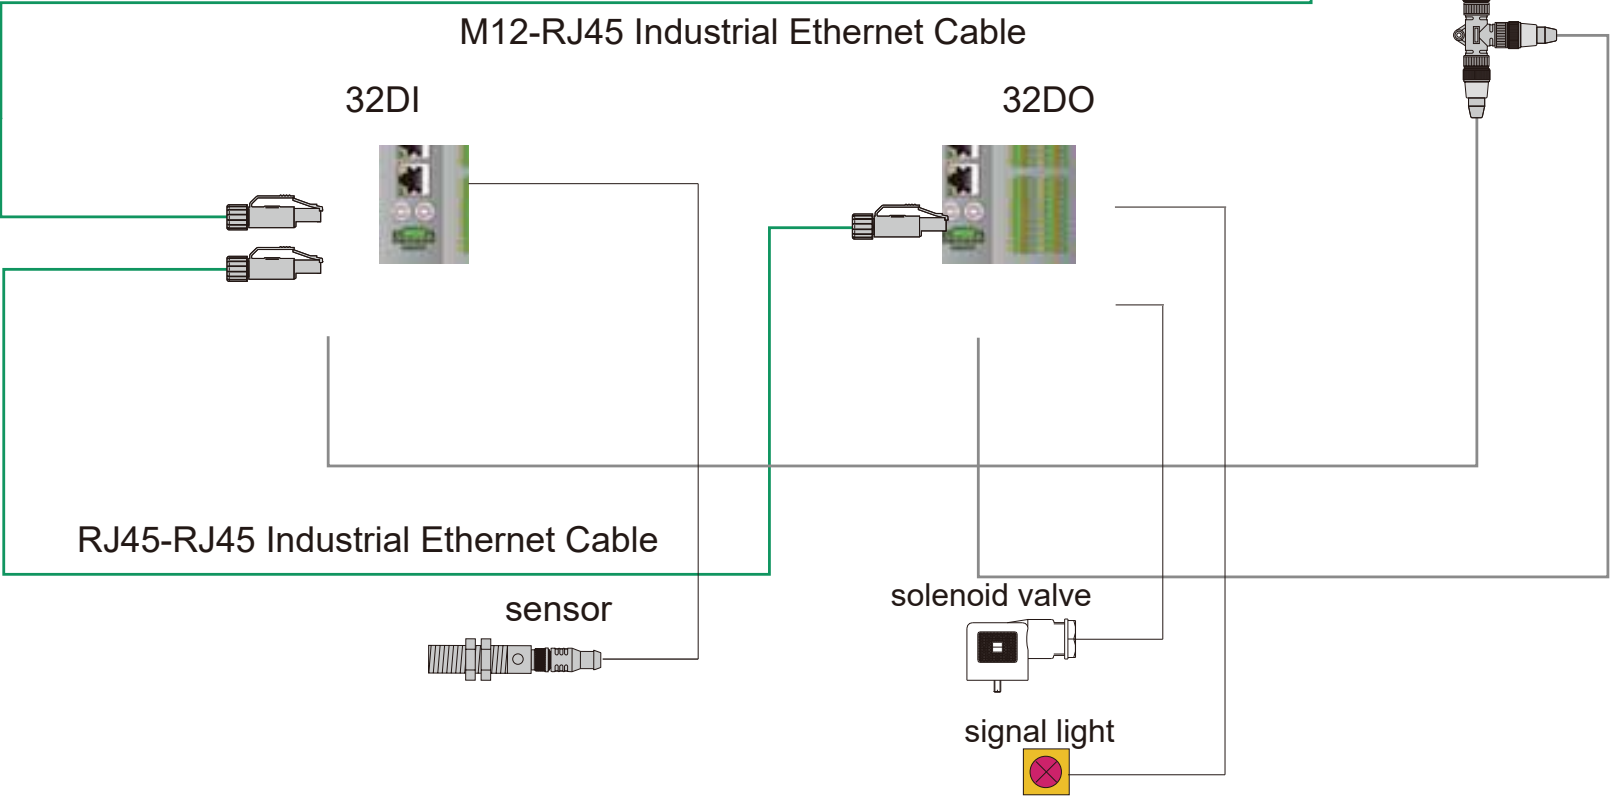 M12-RJ45 Industrial Ethernet Cable
32DI
32DO
RJ45-RJ45 Industrial Ethernet Cable
sensor
solenoid valve
signal light